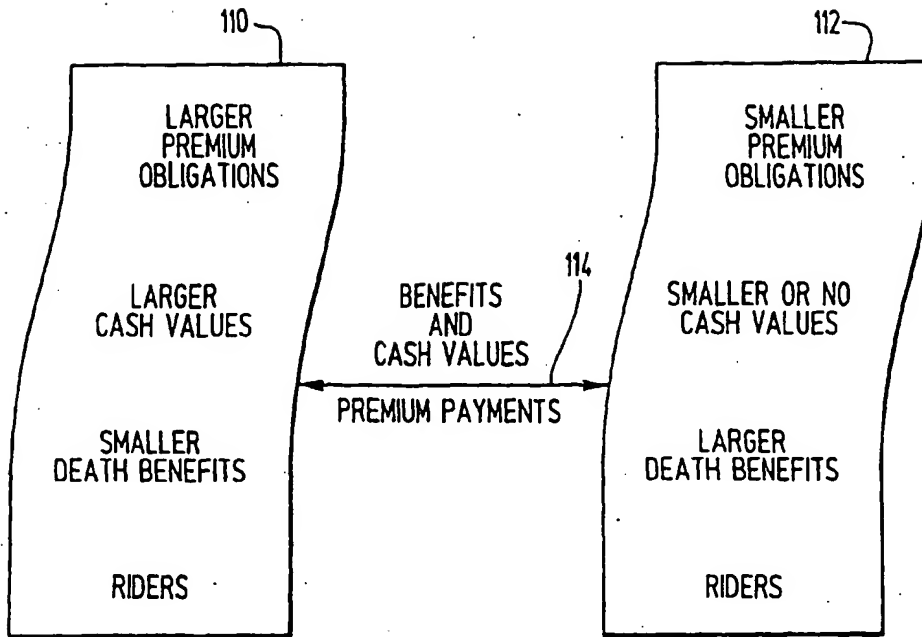 110
112
LARGER
PREMIUM
OBLIGATIONS
SMALLER
PREMIUM
OBLIGATIONS
114
LARGER
CASH VALUES
BENEFITS
AND
CASH VALUES
SMALLER OR NO
CASH VALUES
PREMIUM PAYMENTS
SMALLER
DEATH BENEFITS
LARGER
DEATH BENEFITS
RIDERS
RIDERS